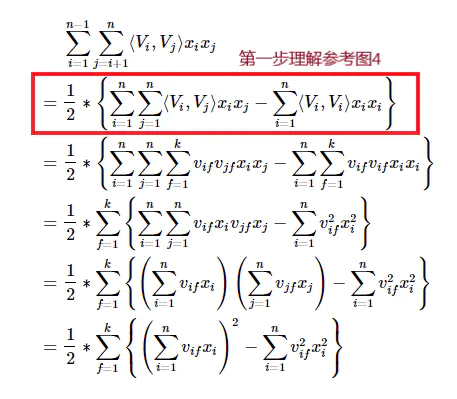 $\sum_{i=1}^{n-1} \sum_{j=i+1}^{n} \langle V_i, V_j \rangle x_i x_j$
第一步理解参考图4
$= \frac{1}{2} * \left\{ \sum_{i=1}^{n} \sum_{j=1}^{n} \langle V_i, V_j \rangle x_i x_j - \sum_{i=1}^{n} \langle V_i, V_i \rangle x_i x_i \right\}$
$= \frac{1}{2} * \left\{ \sum_{i=1}^{n} \sum_{j=1}^{n} \sum_{f=1}^{k} v_{if} v_{jf} x_i x_j - \sum_{i=1}^{n} \sum_{f=1}^{k} v_{if} v_{if} x_i x_i \right\}$
$= \frac{1}{2} * \sum_{f=1}^{k} \left\{ \sum_{i=1}^{n} \sum_{j=1}^{n} v_{if} x_i v_{jf} x_j - \sum_{i=1}^{n} v_{if}^2 x_i^2 \right\}$
$= \frac{1}{2} * \sum_{f=1}^{k} \left\{ \left( \sum_{i=1}^{n} v_{if} x_i \right) \left( \sum_{j=1}^{n} v_{jf} x_j \right) - \sum_{i=1}^{n} v_{if}^2 x_i^2 \right\}$
$= \frac{1}{2} * \sum_{f=1}^{k} \left\{ \left( \sum_{i=1}^{n} v_{if} x_i \right)^2 - \sum_{i=1}^{n} v_{if}^2 x_i^2 \right\}$